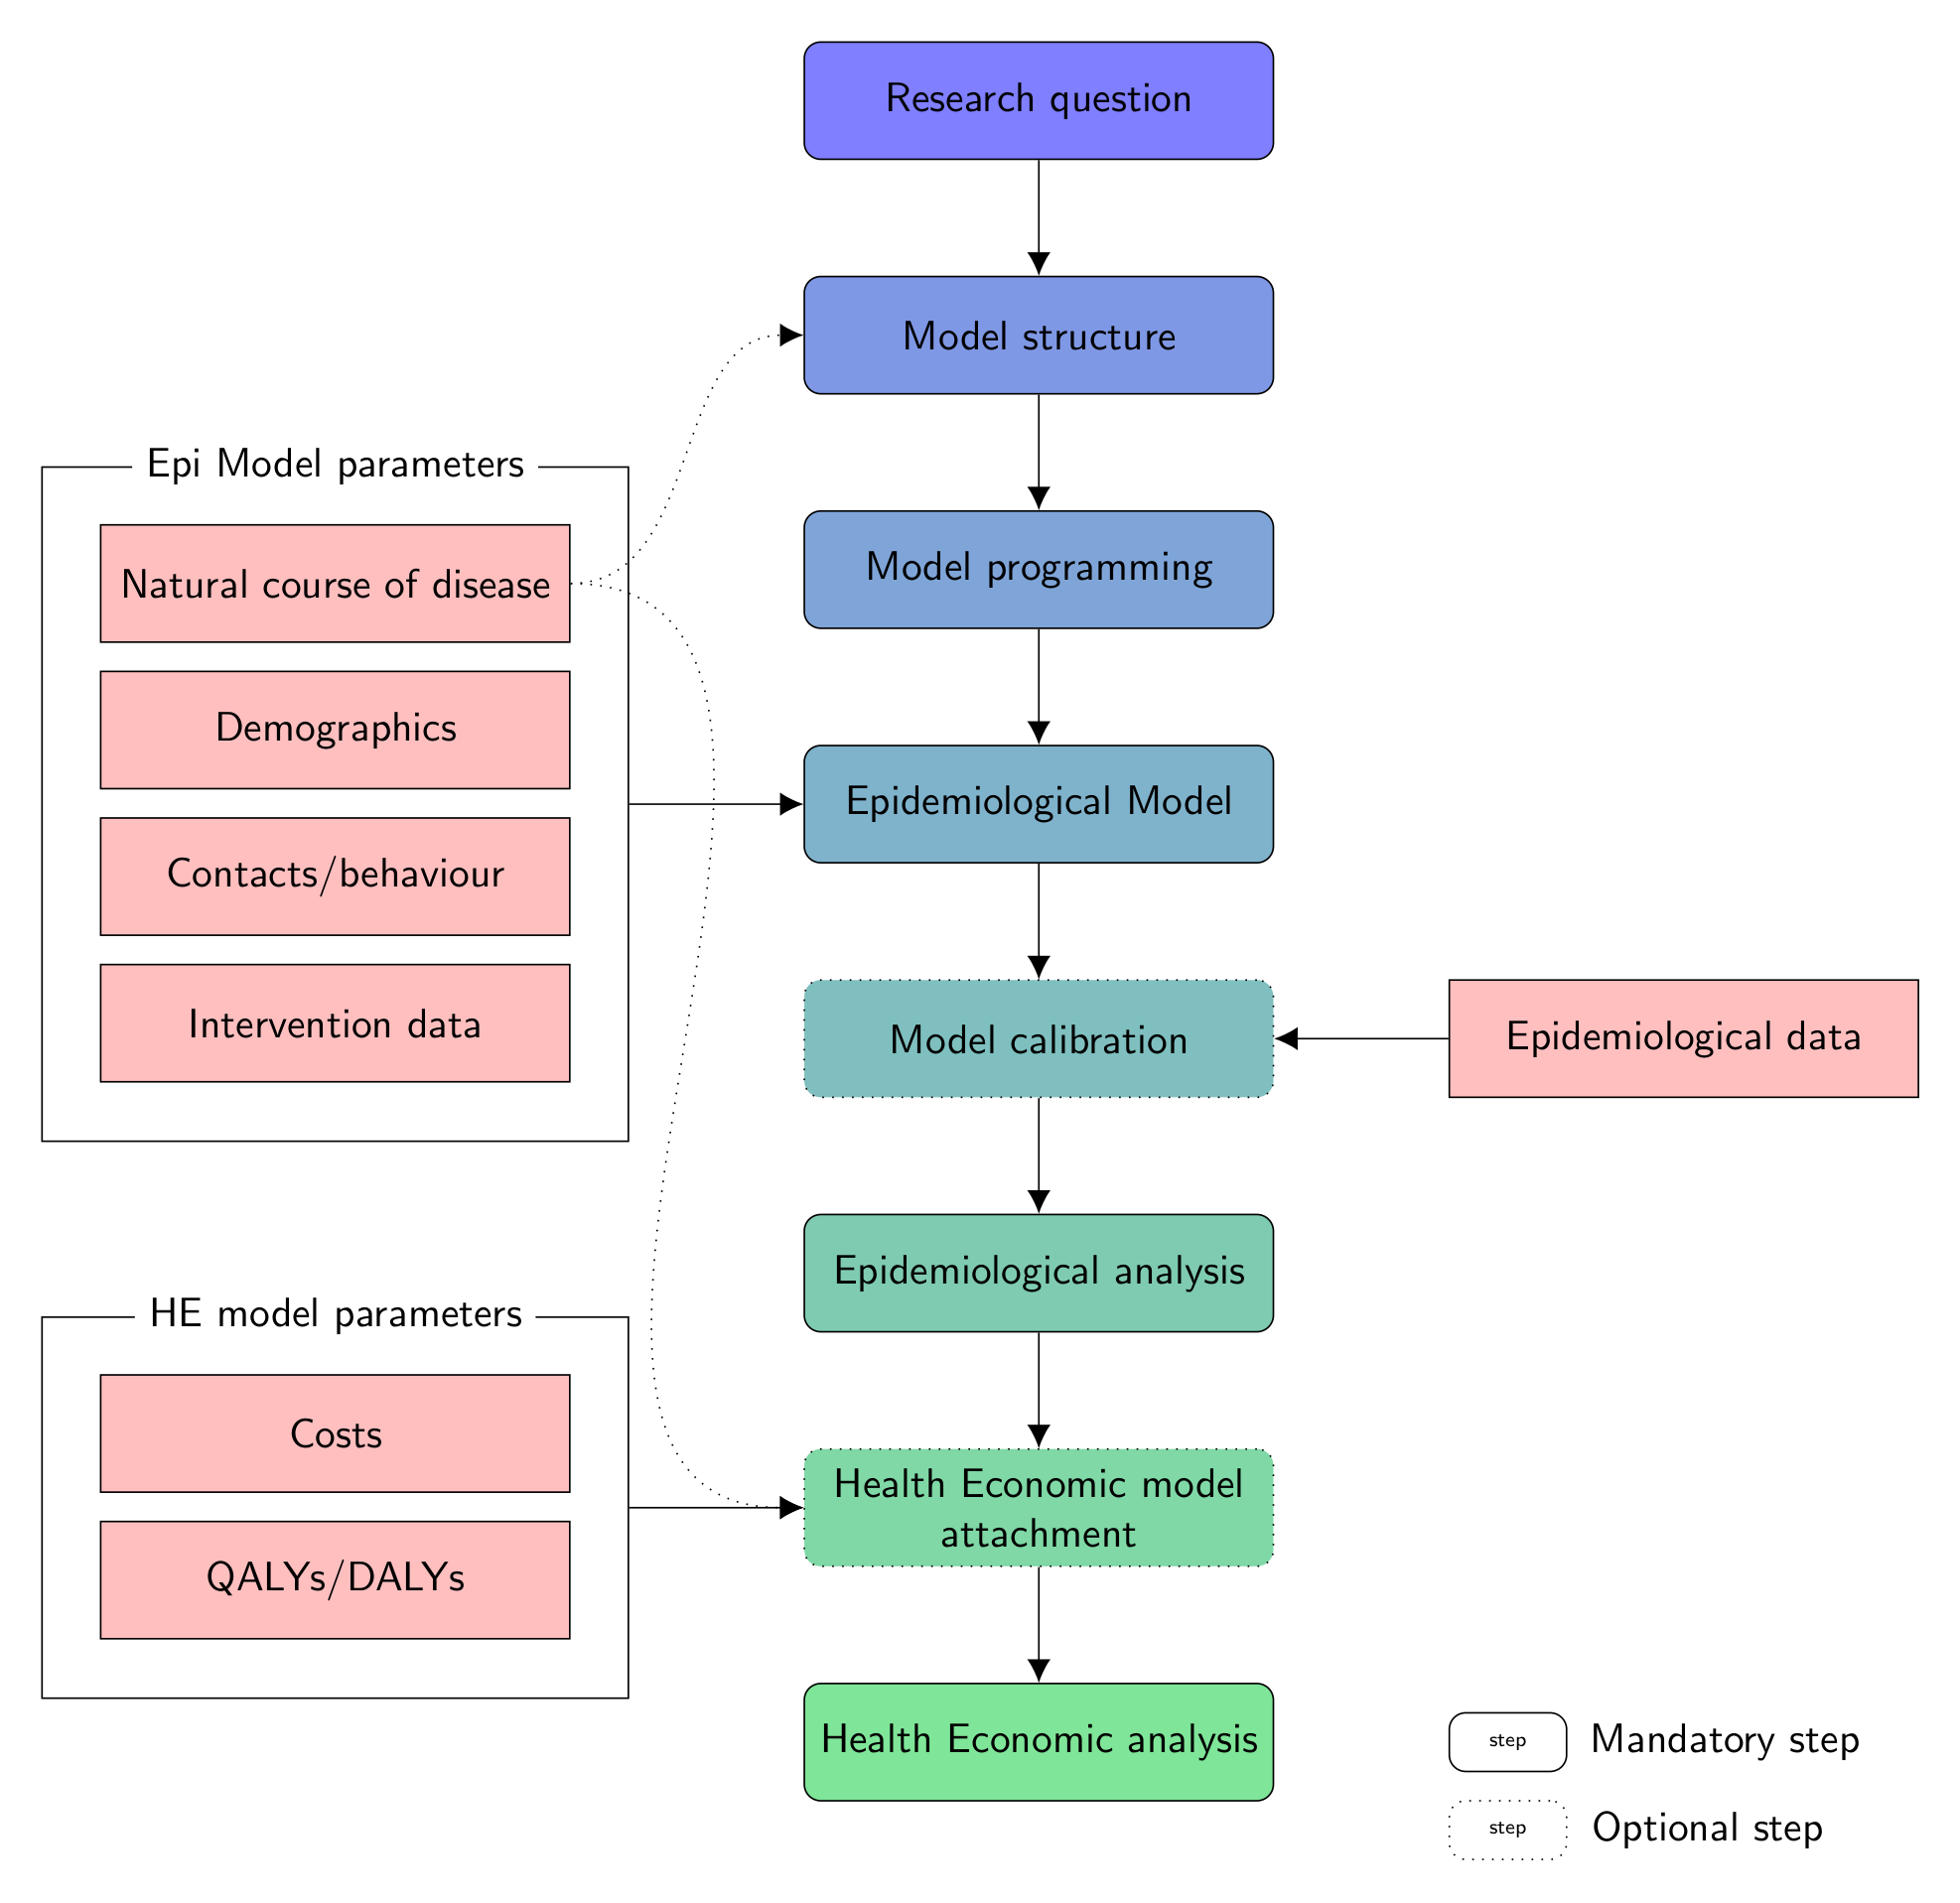 Research question
Model structure
Epi Model parameters
Natural course of disease
Demographics
Contacts/behaviour
Intervention data
Model programming
Epidemiological Model
Model calibration
Epidemiological data
Epidemiological analysis
HE model parameters
Costs
QALYs/DALYs
Health Economic model
attachment
Health Economic analysis
step
Mandatory step
step
Optional step